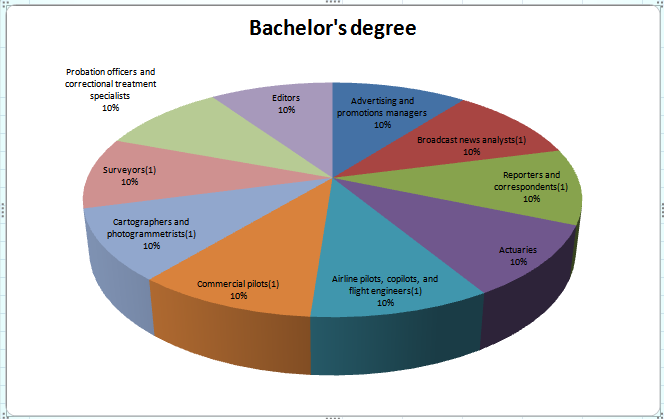 Bachelor's degree
Probation officers and
correctional treatment
specialists
10%
Editors
10%
Advertising and
promotions managers
10%
Broadcast news analysts(1)
10%
Reporters and
correspondents(1)
10%
Actuaries
10%
Airline pilots, copilots, and
flight engineers(1)
10%
Commercial pilots(1)
10%
Cartographers and
photogrammetrists(1)
10%
Surveyors(1)
10%